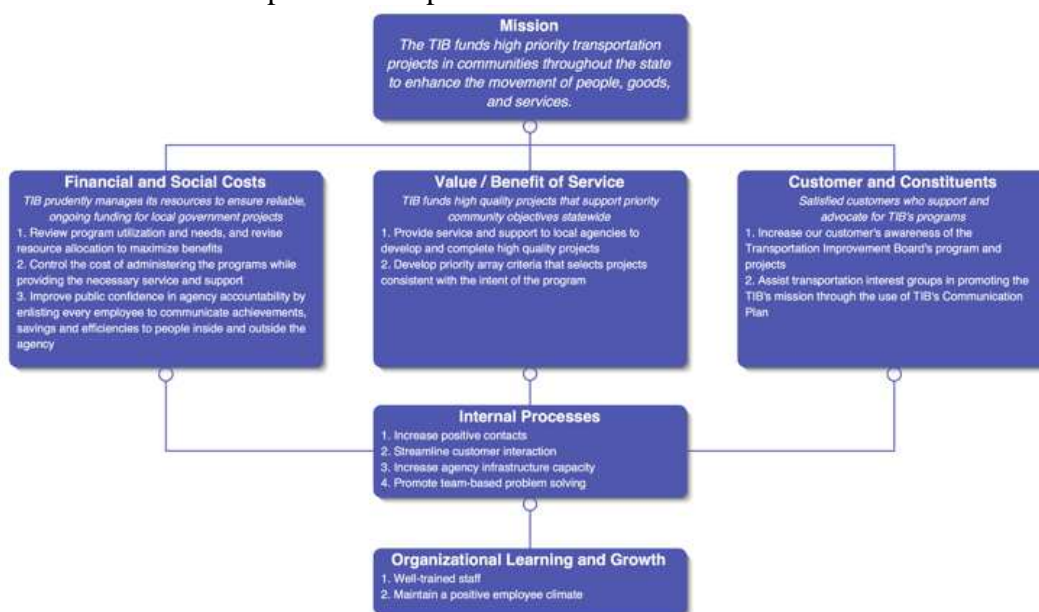 Mission
The TIB funds high priority transportation
projects in communities throughout the state
to enhance the movement of people, goods,
and services.
Financial and Social Costs
TIB prudently manages its resources to ensure reliable,
ongoing funding for local government projects
1. Review program utilization and needs, and revise
resource allocation to maximize benefits
2. Control the cost of administering the programs while
providing the necessary service and support
3. Improve public confidence in agency accountability by
enlisting every employee to communicate achievements,
savings and efficiencies to people inside and outside the
agency
Value / Benefit of Service
TIB funds high quality projects that support priority
community objectives statewide
1. Provide service and support to local agencies to
develop and complete high quality projects
2. Develop priority array criteria that selects projects
consistent with the intent of the program
Customer and Constituents
Satisfied customers who support and
advocate for TIB's programs
1. Increase our customer's awareness of the
Transportation Improvement Board's program and
projects
2. Assist transportation interest groups in promoting the
TIB's mission through the use of TIB's Communication
Plan
Internal Processes
1. Increase positive contacts
2. Streamline customer interaction
3. Increase agency infrastructure capacity
4. Promote team-based problem solving
Organizational Learning and Growth
1. Well-trained staff
2. Maintain a positive employee climate